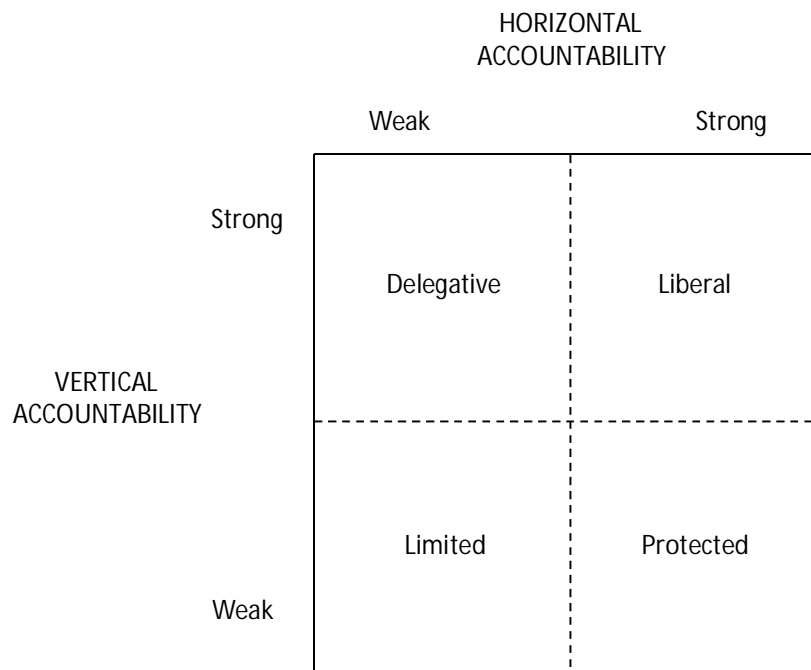 HORIZONTAL
ACCOUNTABILITY
Weak Strong
Strong
Delegative Liberal
VERTICAL
ACCOUNTABILITY
Limited Protected
Weak